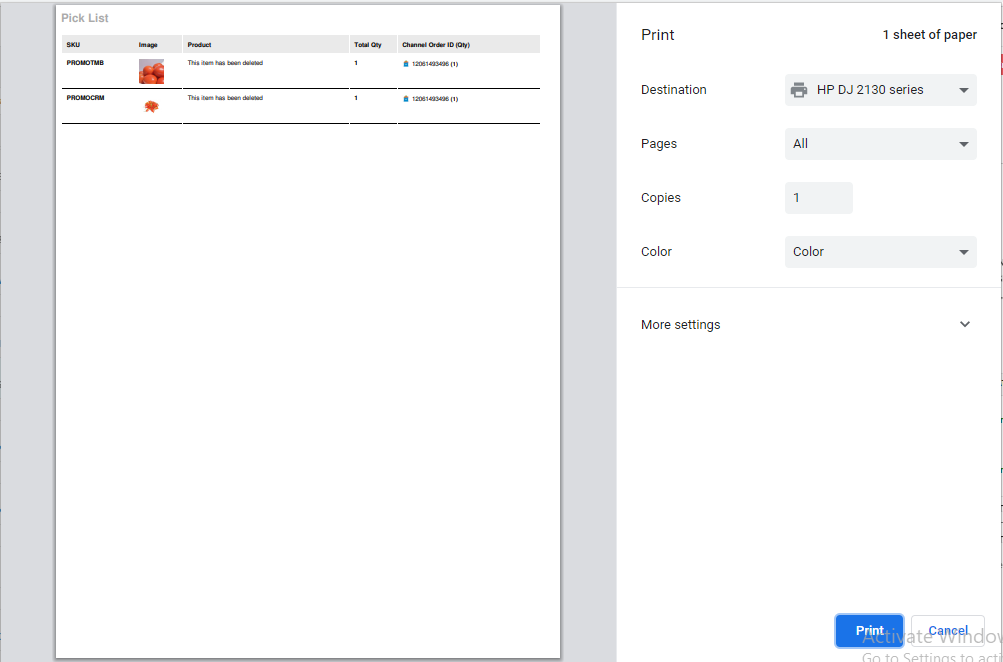 Pick List
SKU Image Product Total Qty Channel Order ID (Qty)
PROMOTMB This item has been deleted 1 12061493496 (1)
PROMOCRM This item has been deleted 1 12061493496 (1)
Print 1 sheet of paper
Destination HP DJ 2130 series
Pages All
Copies 1
Color Color
More settings
Print Cancel
Activate Window
Go to Settings to acti